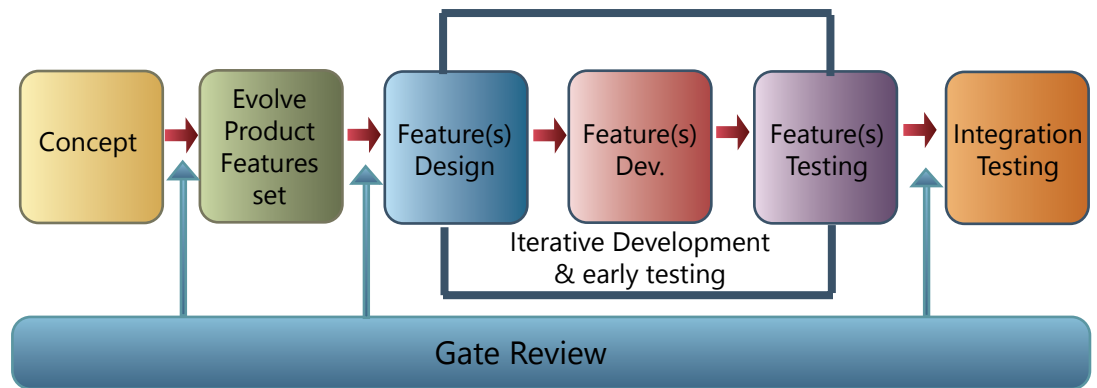 Concept
Evolve
Product
Features
set
Feature(s)
Design
Feature(s)
Dev.
Feature(s)
Testing
Integration
Testing
Iterative Development
& early testing
Gate Review